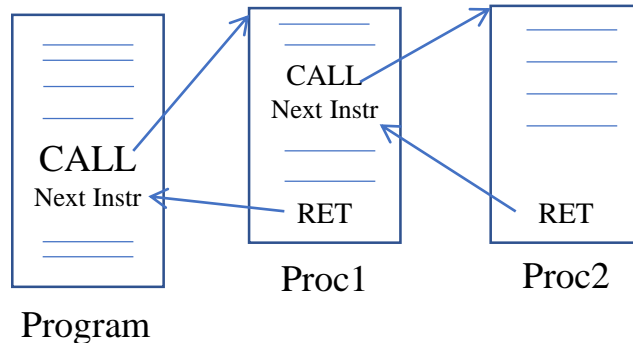 CALL
Next Instr
Program
CALL
Next Instr
RET
Proc1
RET
Proc2